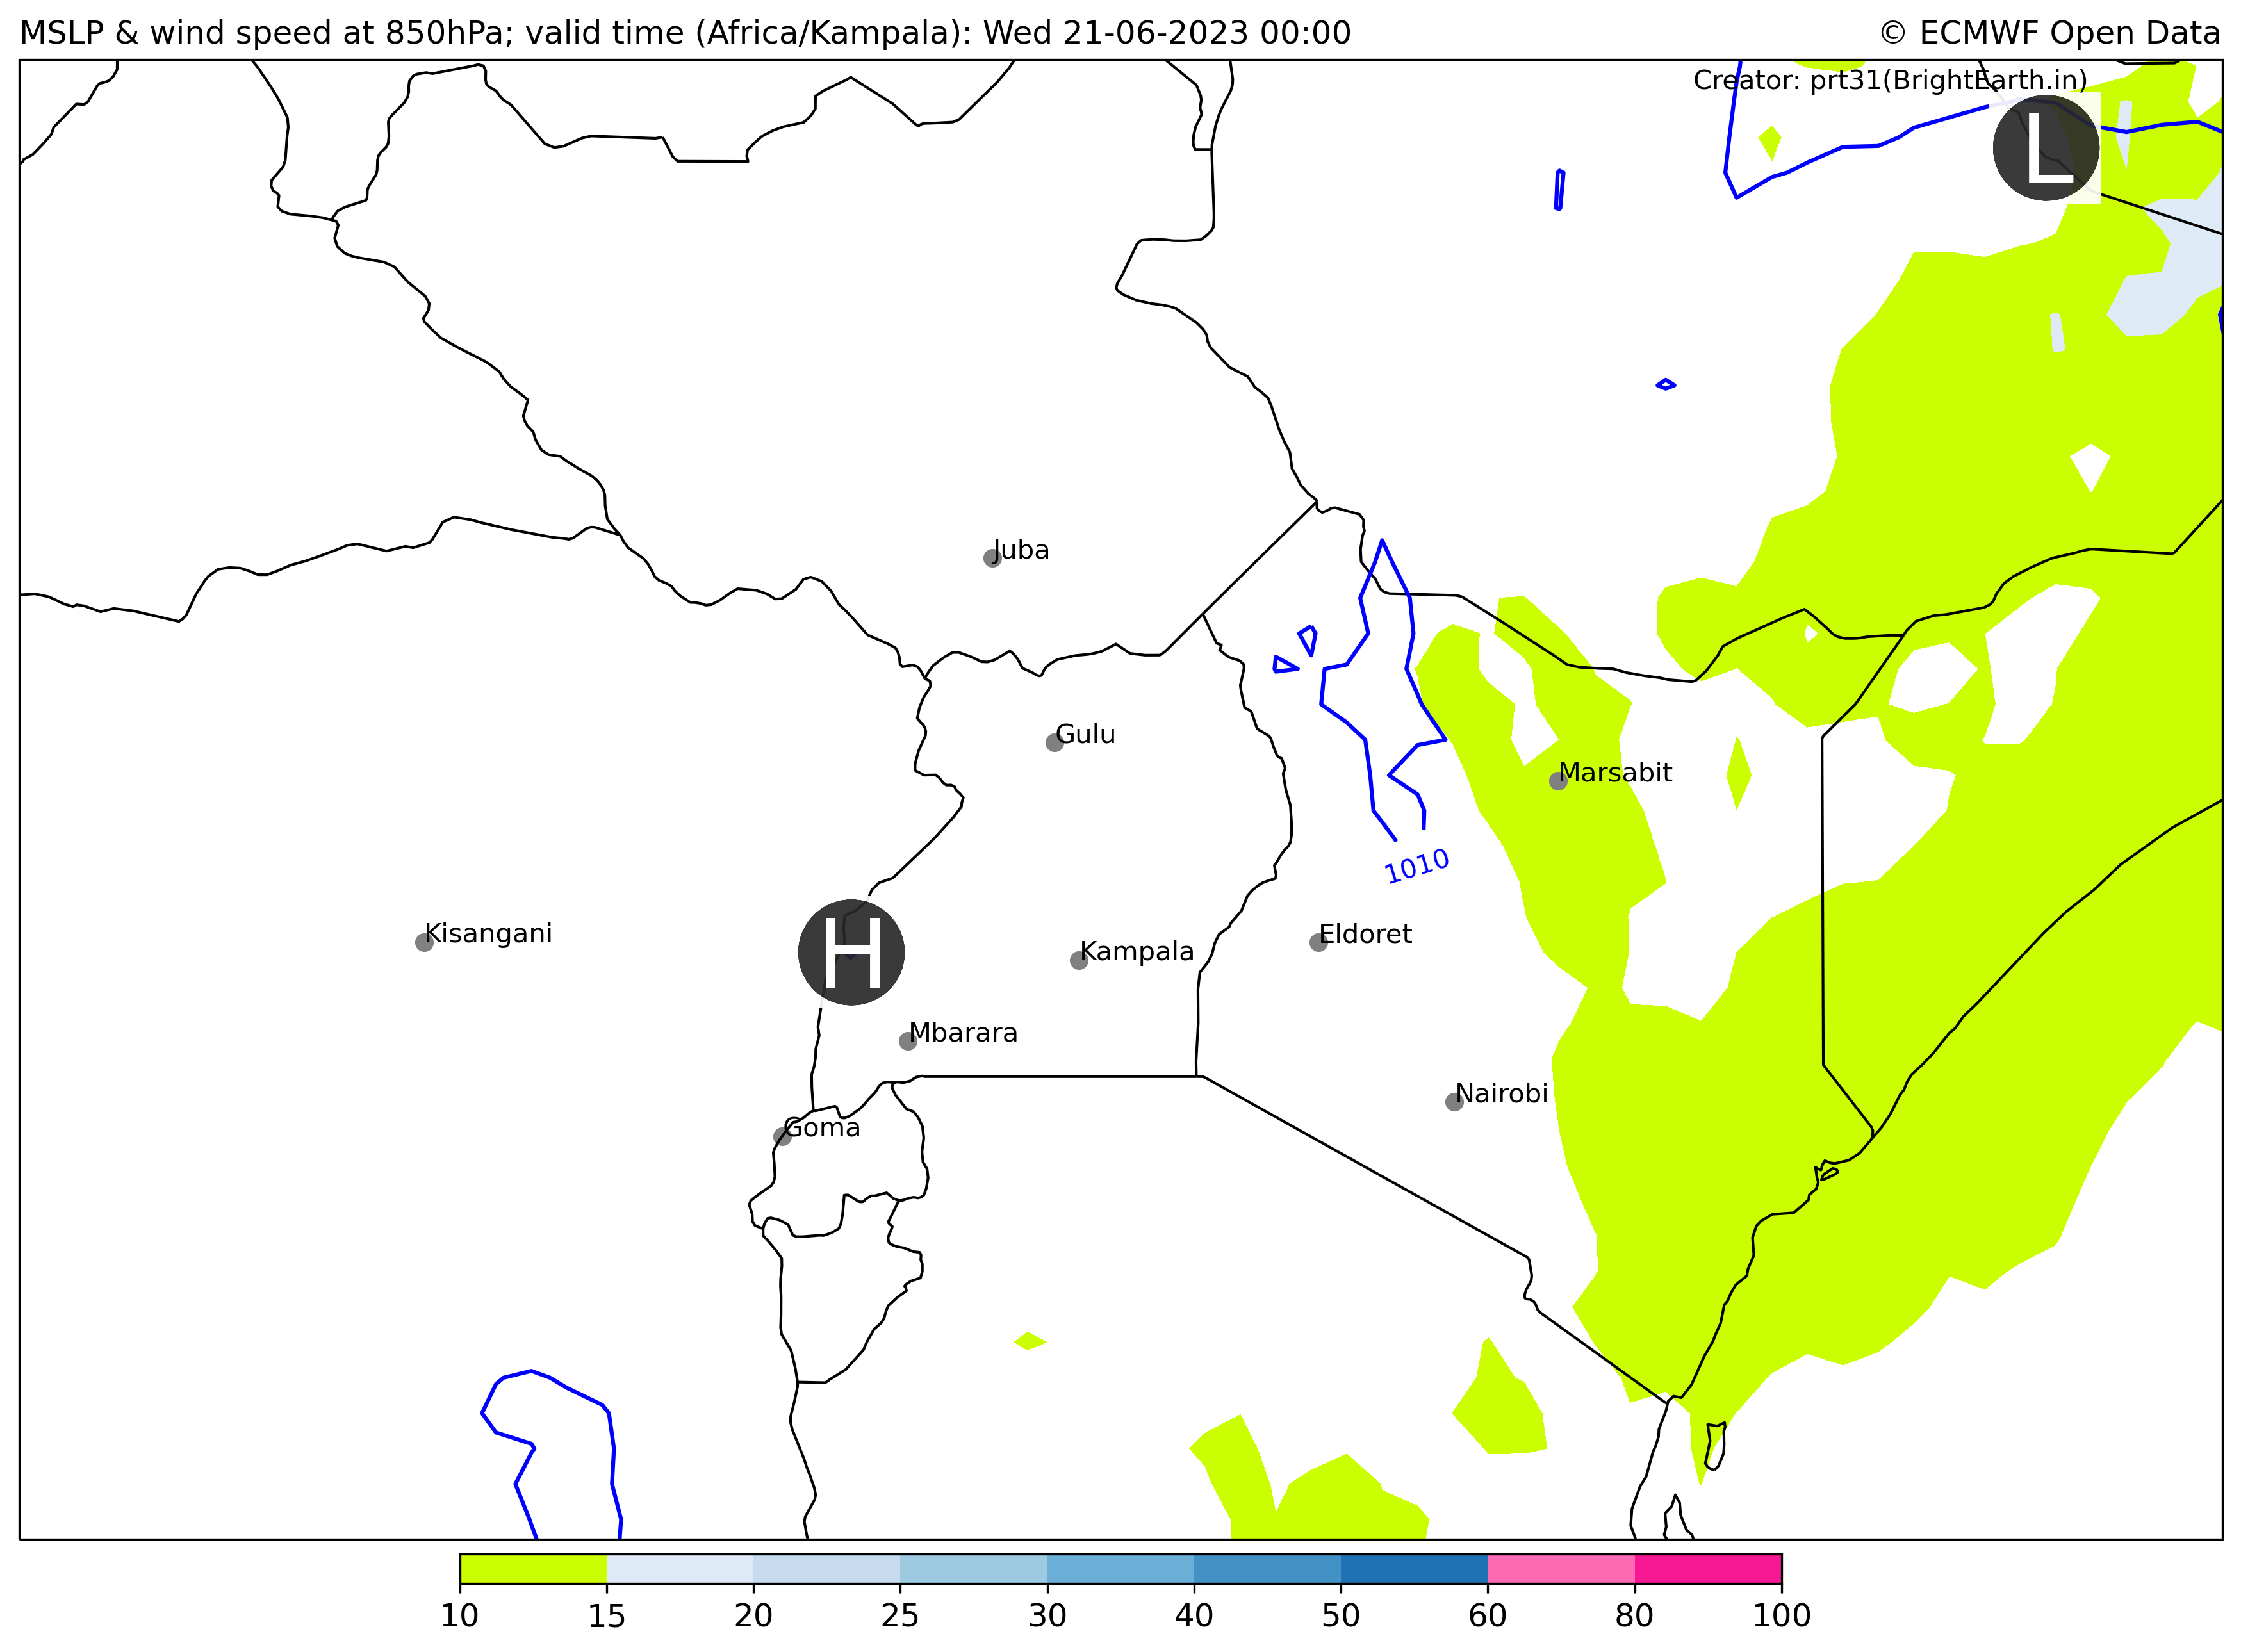 MSLP & wind speed at 850hPa; valid time (Africa/Kampala): Wed 21-06-2023 00:00
© ECMWF Open Data
Creator: prt31(BrightEarth.in)
L
Juba
Gulu
Marsabit
1010
Kisangani
H
Kampala
Eldoret
Mbarara
Nairobi
Goma
10 15 20 25 30 40 50 60 80 100